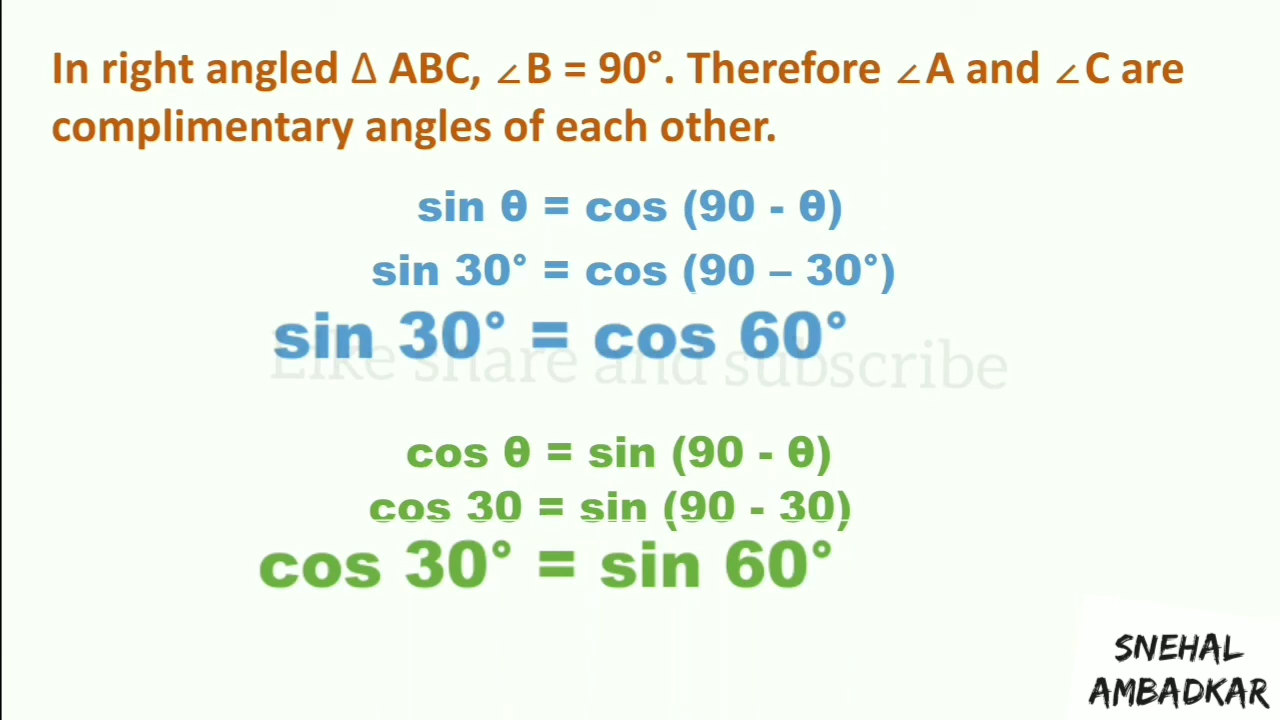 In right angled Δ ABC, ∠B = 90°. Therefore ∠A and ∠C are
complimentary angles of each other.
sin θ = cos (90 - θ)
sin 30° = cos (90 – 30°)
sin 30° = cos 60°
Like share and subscribe
cos θ = sin (90 - θ)
cos 30 = sin (90 - 30)
cos 30° = sin 60°
SNEHAL
AMBADKAR